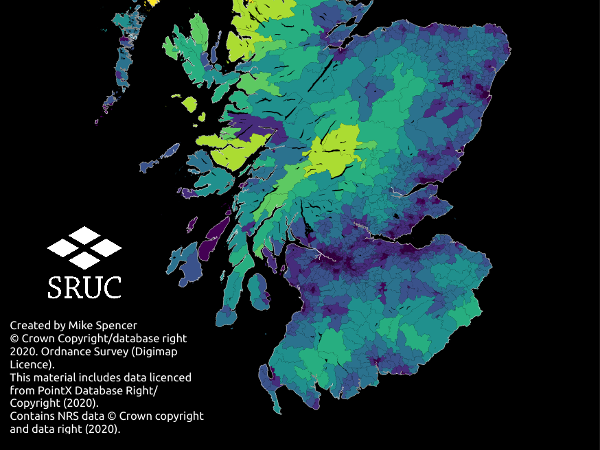 SRUC
Created by Mike Spencer
© Crown Copyright/database right
2020. Ordnance Survey (Digimap
Licence).
This material includes data licenced
from PointX Database Right/
Copyright (2020).
Contains NRS data © Crown copyright
and data right (2020).